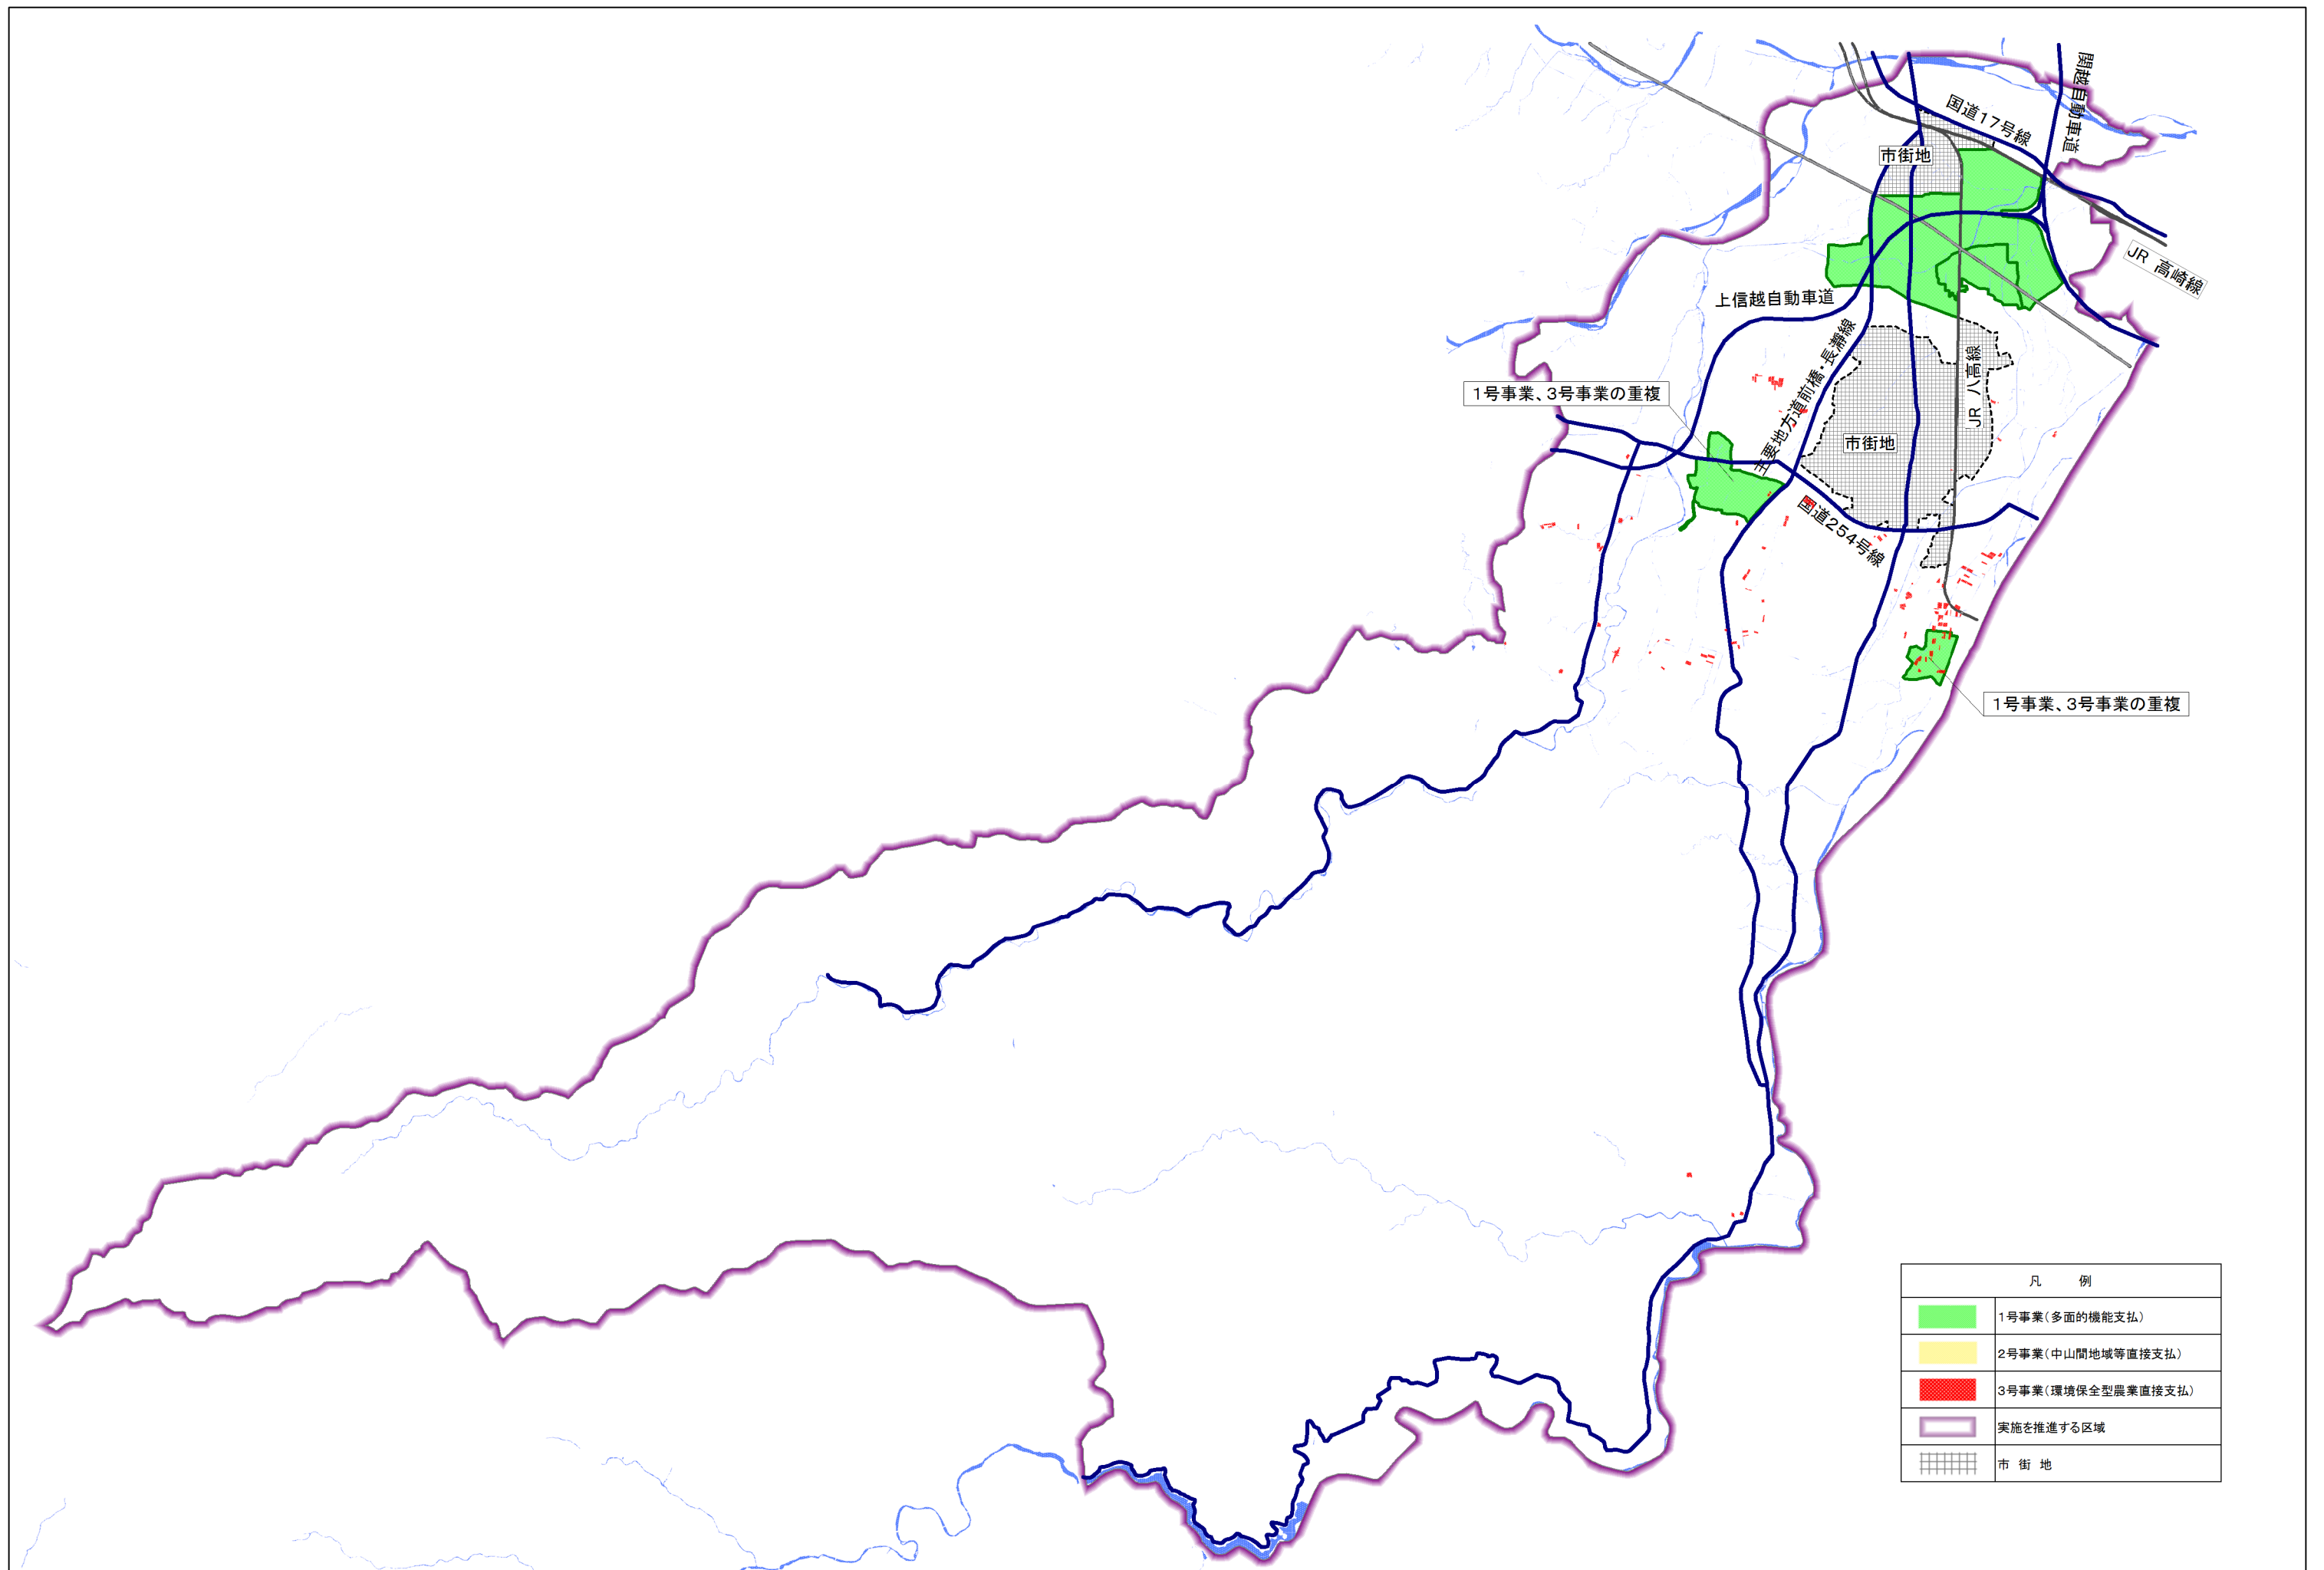 関越自動車道
国道17号線
市街地
JR 高崎線
上信越自動車道
主要地方道前橋・長瀞線
JR 八高線
1号事業、3号事業の重複
市街地
国道254号線
1号事業、3号事業の重複
凡 例
1号事業(多面的機能支払)
2号事業(中山間地域等直接支払)
3号事業(環境保全型農業直接支払)
実施を推進する区域
市 街 地